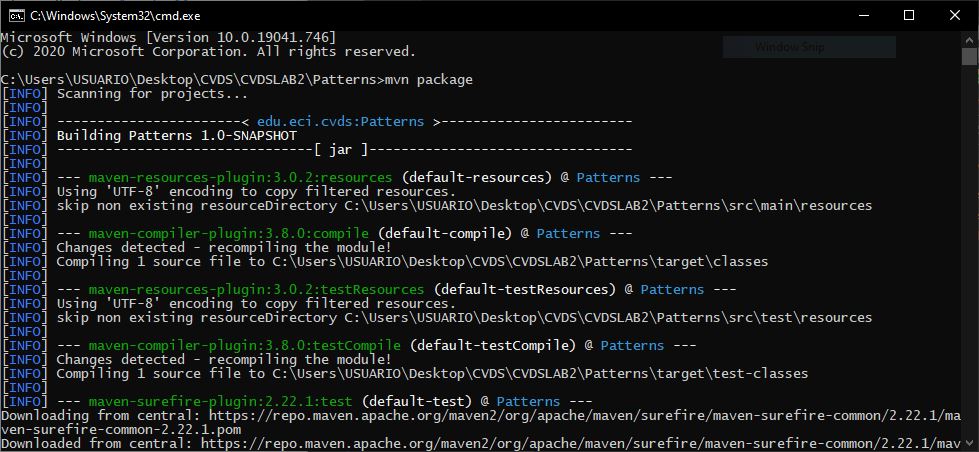 C:\Windows\System32\cmd.exe
Microsoft Windows [Version 10.0.19041.746]
(c) 2020 Microsoft Corporation. All rights reserved.
Window Snip
C:\Users\USUARIO\Desktop\CVDS\CVDSLAB2\Patterns>mvn package
[INFO] Scanning for projects...
[INFO]
[INFO] -----------------------< edu.eci.cvds:Patterns >------------------------
[INFO] Building Patterns 1.0-SNAPSHOT
[INFO] --------------------------------[ jar ]---------------------------------
[INFO]
[INFO] --- maven-resources-plugin:3.0.2:resources (default-resources) @ Patterns ---
[INFO] Using 'UTF-8' encoding to copy filtered resources.
[INFO] skip non existing resourceDirectory C:\Users\USUARIO\Desktop\CVDS\CVDSLAB2\Patterns\src\main\resources
[INFO]
[INFO] --- maven-compiler-plugin:3.8.0:compile (default-compile) @ Patterns ---
[INFO] Changes detected - recompiling the module!
[INFO] Compiling 1 source file to C:\Users\USUARIO\Desktop\CVDS\CVDSLAB2\Patterns\target\classes
[INFO]
[INFO] --- maven-resources-plugin:3.0.2:testResources (default-testResources) @ Patterns ---
[INFO] Using 'UTF-8' encoding to copy filtered resources.
[INFO] skip non existing resourceDirectory C:\Users\USUARIO\Desktop\CVDS\CVDSLAB2\Patterns\src\test\resources
[INFO]
[INFO] --- maven-compiler-plugin:3.8.0:testCompile (default-testCompile) @ Patterns ---
[INFO] Changes detected - recompiling the module!
[INFO] Compiling 1 source file to C:\Users\USUARIO\Desktop\CVDS\CVDSLAB2\Patterns\target\test-classes
[INFO]
[INFO] --- maven-surefire-plugin:2.22.1:test (default-test) @ Patterns ---
Downloading from central: https://repo.maven.apache.org/maven2/org/apache/maven/surefire/maven-surefire-common/2.22.1/ma
ven-surefire-common-2.22.1.pom
Downloaded from central: https://repo.maven.apache.org/maven2/org/apache/maven/surefire/maven-surefire-common/2.22.1/mav